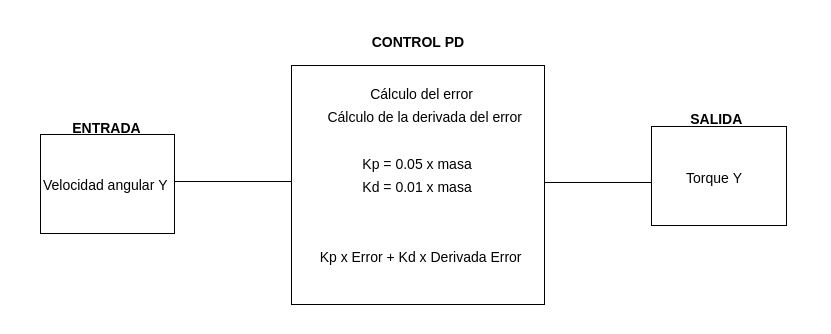 CONTROL PD
Cálculo del error
Cálculo de la derivada del error
Kp = 0.05 x masa
Kd = 0.01 x masa
Kp x Error + Kd x Derivada Error
ENTRADA
Velocidad angular Y
SALIDA
Torque Y